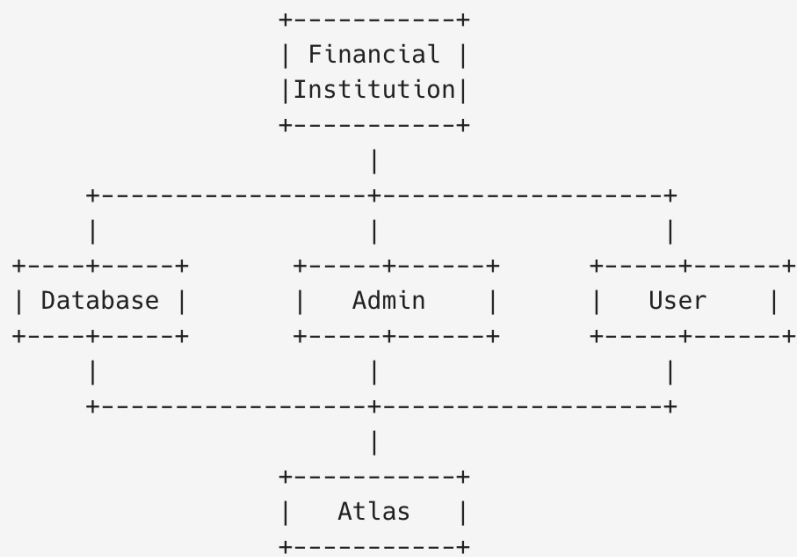 +-----------+
| Financial |
|Institution|
+-----------+
|
+-----------------+------------------+
| | |
+----+-----+ +-----+------+ +-----+------+
| Database | | Admin | | User |
+----+-----+ +-----+------+ +-----+------+
| | |
+-----------------+------------------+
|
+-----------+
| Atlas |
+-----------+